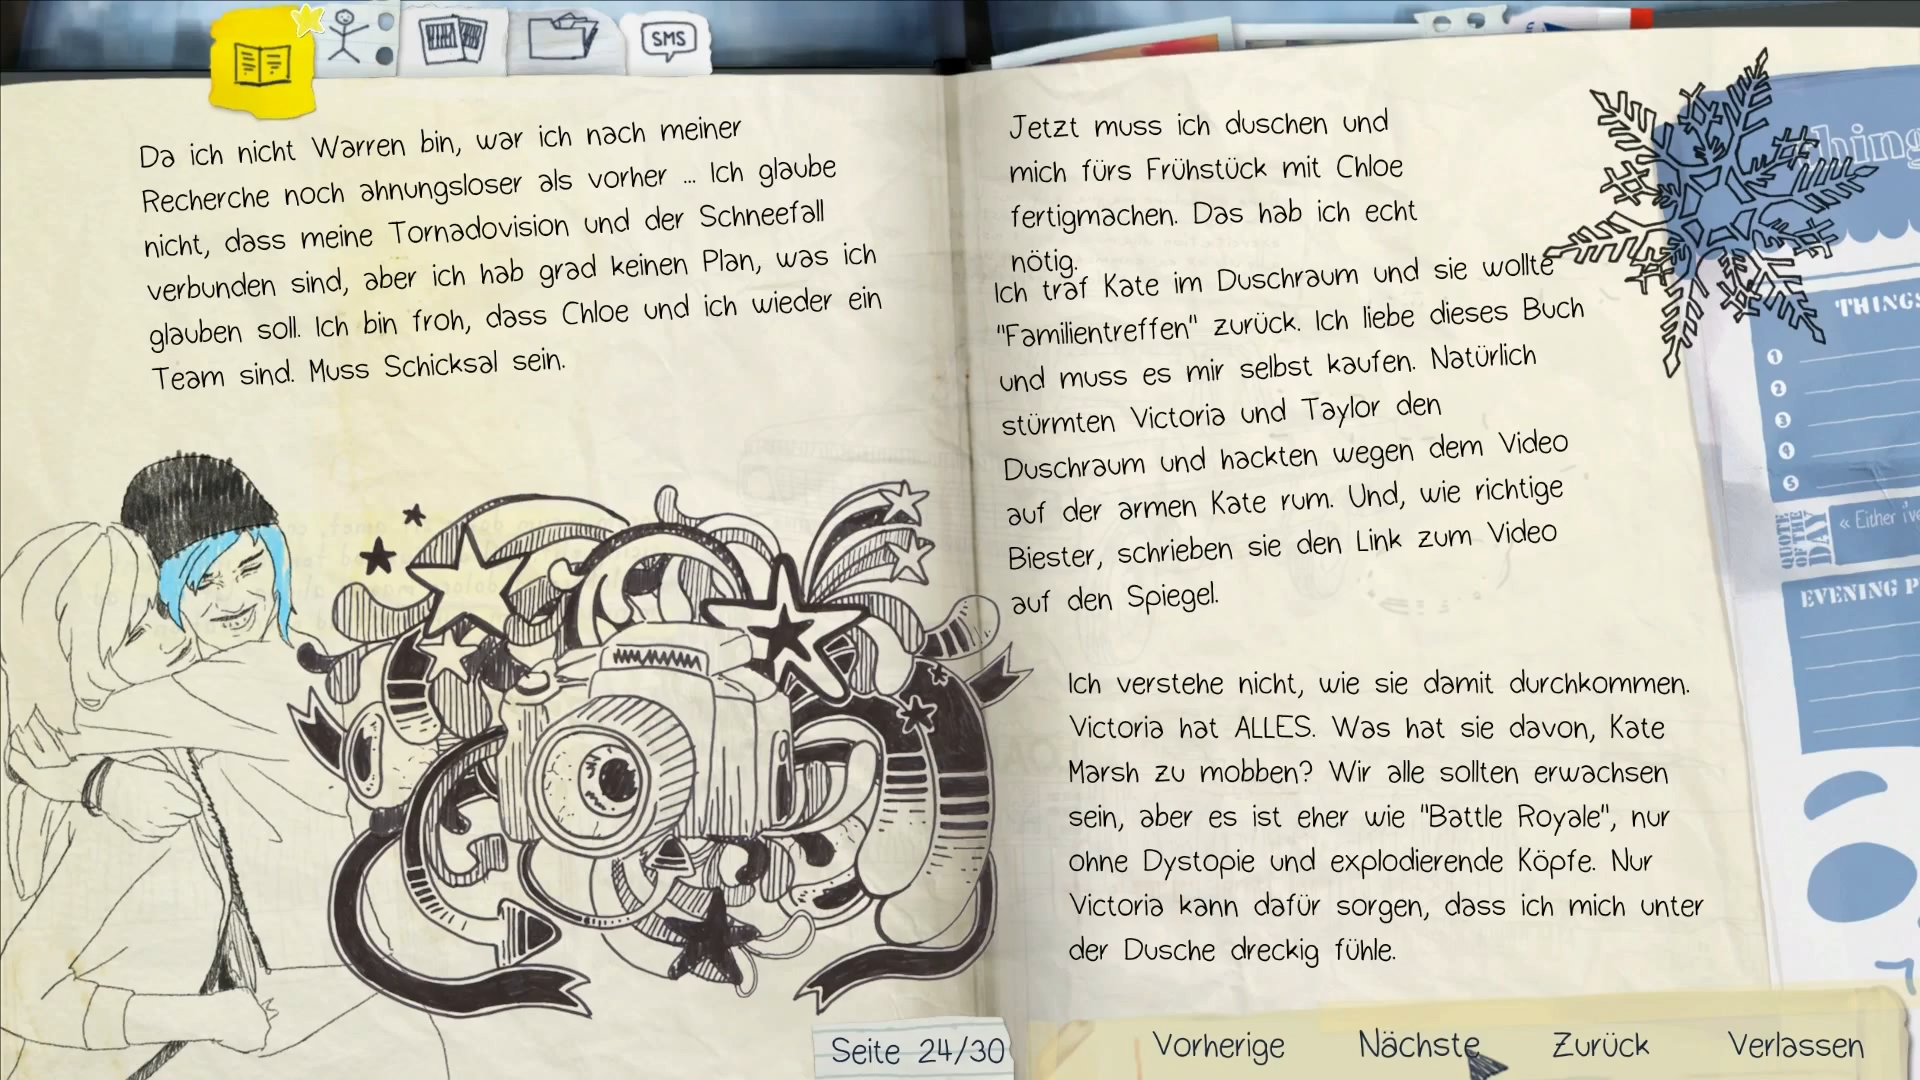 SMS
Da ich nicht Warren bin, war ich nach meiner
Recherche noch ahnungsloser als vorher ... Ich glaube
nicht, dass meine Tornadovision und der Schneefall
verbunden sind, aber ich hab grad keinen Plan, was ich
glauben soll. Ich bin froh, dass Chloe und ich wieder ein
Team sind. Muss Schicksal sein.
Jetzt muss ich duschen und
mich fürs Frühstück mit Chloe
fertigmachen. Das hab ich echt
nötig.
Ich traf Kate im Duschraum und sie wollte
"Familientreffen" zurück. Ich liebe dieses Buch
und muss es mir selbst kaufen. Natürlich
stürmten Victoria und Taylor den
Duschraum und hackten wegen dem Video
auf der armen Kate rum. Und, wie richtige
Biester, schrieben sie den Link zum Video
auf den Spiegel.
Ich verstehe nicht, wie sie damit durchkommen.
Victoria hat ALLES. Was hat sie davon, Kate
Marsh zu mobben? Wir alle sollten erwachsen
sein, aber es ist eher wie "Battle Royale", nur
ohne Dystopie und explodierende Köpfe. Nur
Victoria kann dafür sorgen, dass ich mich unter
der Dusche dreckig fühle.
THINGS
1
2
3
4
5
QUOTE OF THE DAY
« Either i've
EVENING P
Seite 24/30
Vorherige
Nächste
Zurück
Verlassen